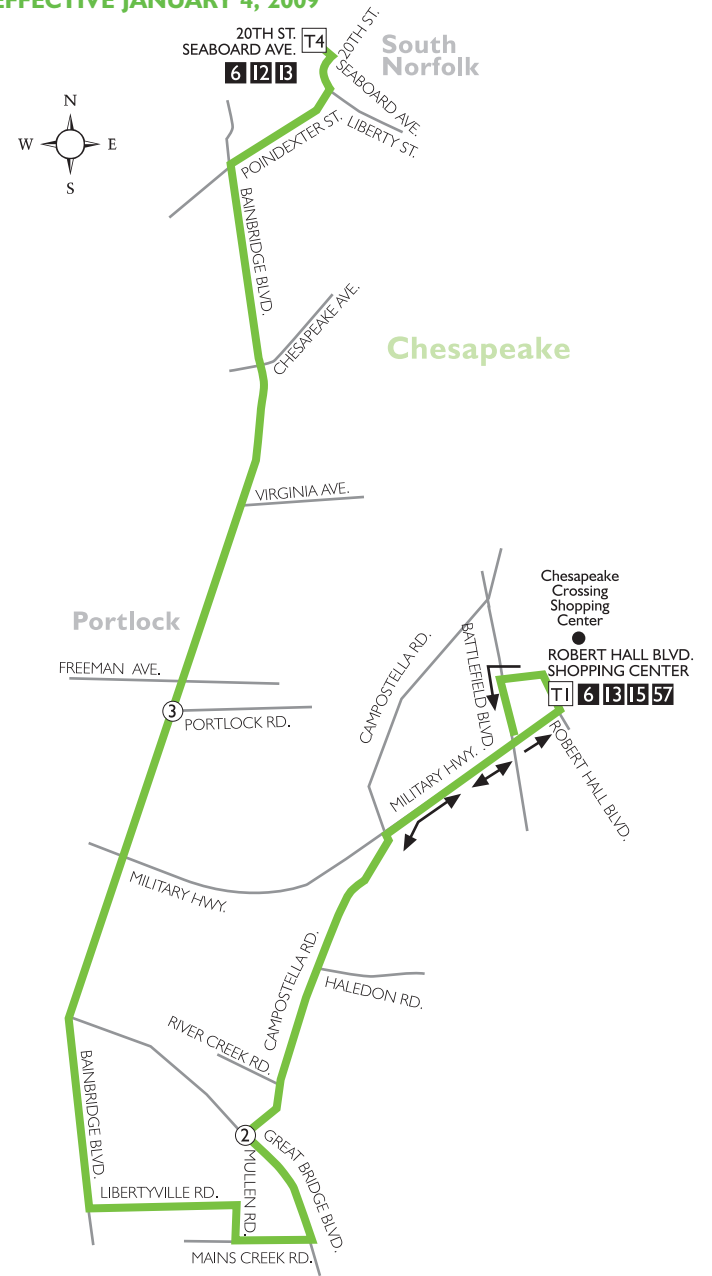 EFFECTIVE JANUARY 4, 2009
20TH ST.
SEABOARD AVE.
T4
6 12 13
20TH ST.
South
Norfolk
SEABOARD AVE.
LIBERTY ST.
POINDEXTER ST.
N
W E
S
BAINBRIDGE BLVD.
CHESAPEAKE AVE.
Chesapeake
VIRGINIA AVE.
Chesapeake
Crossing
Shopping
Center
ROBERT HALL BLVD.
SHOPPING CENTER
T1 6 13 15 57
Portlock
FREEMAN AVE.
3
PORTLOCK RD.
CAMPOSTELLA RD.
BATTLEFIELD BLVD.
MILITARY HWY.
ROBERT HALL BLVD.
MILITARY HWY.
CAMPOSTELLA RD.
HALEDON RD.
RIVER CREEK RD.
BAINBRIDGE BLVD.
2
GREAT BRIDGE BLVD.
MULLEN RD.
LIBERTYVILLE RD.
MAINS CREEK RD.